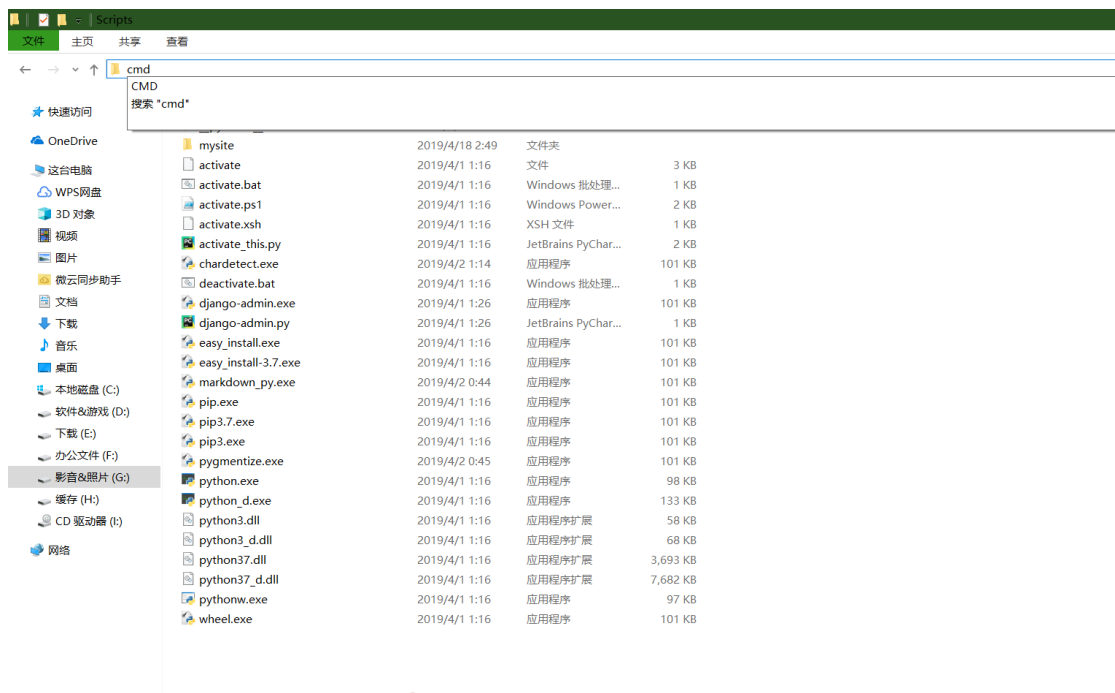 Scripts
文件 主页 共享 查看
cmd
CMD
搜索 "cmd"
快速访问
OneDrive
这台电脑
WPS网盘
3D 对象
视频
图片
微云同步助手
文档
下载
音乐
桌面
本地磁盘 (C:)
软件&游戏 (D:)
下载 (E:)
办公文件 (F:)
影音&照片 (G:)
缓存 (H:)
CD 驱动器 (I:)
网络
mysite 2019/4/18 2:49 文件夹
activate 2019/4/1 1:16 文件 3 KB
activate.bat 2019/4/1 1:16 Windows 批处理... 1 KB
activate.ps1 2019/4/1 1:16 Windows Power... 2 KB
activate.xsh 2019/4/1 1:16 XSH 文件 1 KB
activate_this.py 2019/4/1 1:16 JetBrains PyChar... 2 KB
chardetect.exe 2019/4/2 1:14 应用程序 101 KB
deactivate.bat 2019/4/1 1:16 Windows 批处理... 1 KB
django-admin.exe 2019/4/1 1:26 应用程序 101 KB
django-admin.py 2019/4/1 1:26 JetBrains PyChar... 1 KB
easy_install.exe 2019/4/1 1:16 应用程序 101 KB
easy_install-3.7.exe 2019/4/1 1:16 应用程序 101 KB
markdown_py.exe 2019/4/2 0:44 应用程序 101 KB
pip.exe 2019/4/1 1:16 应用程序 101 KB
pip3.7.exe 2019/4/1 1:16 应用程序 101 KB
pip3.exe 2019/4/1 1:16 应用程序 101 KB
pygmentize.exe 2019/4/2 0:45 应用程序 101 KB
python.exe 2019/4/1 1:16 应用程序 98 KB
python_d.exe 2019/4/1 1:16 应用程序 133 KB
python3.dll 2019/4/1 1:16 应用程序扩展 58 KB
python3_d.dll 2019/4/1 1:16 应用程序扩展 68 KB
python37.dll 2019/4/1 1:16 应用程序扩展 3,693 KB
python37_d.dll 2019/4/1 1:16 应用程序扩展 7,682 KB
pythonw.exe 2019/4/1 1:16 应用程序 97 KB
wheel.exe 2019/4/1 1:16 应用程序 101 KB